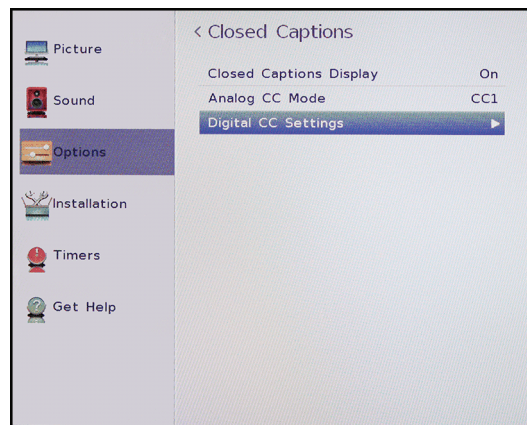 Picture
Sound
Options
Installation
Timers
Get Help
< Closed Captions
Closed Captions Display On
Analog CC Mode CC1
Digital CC Settings